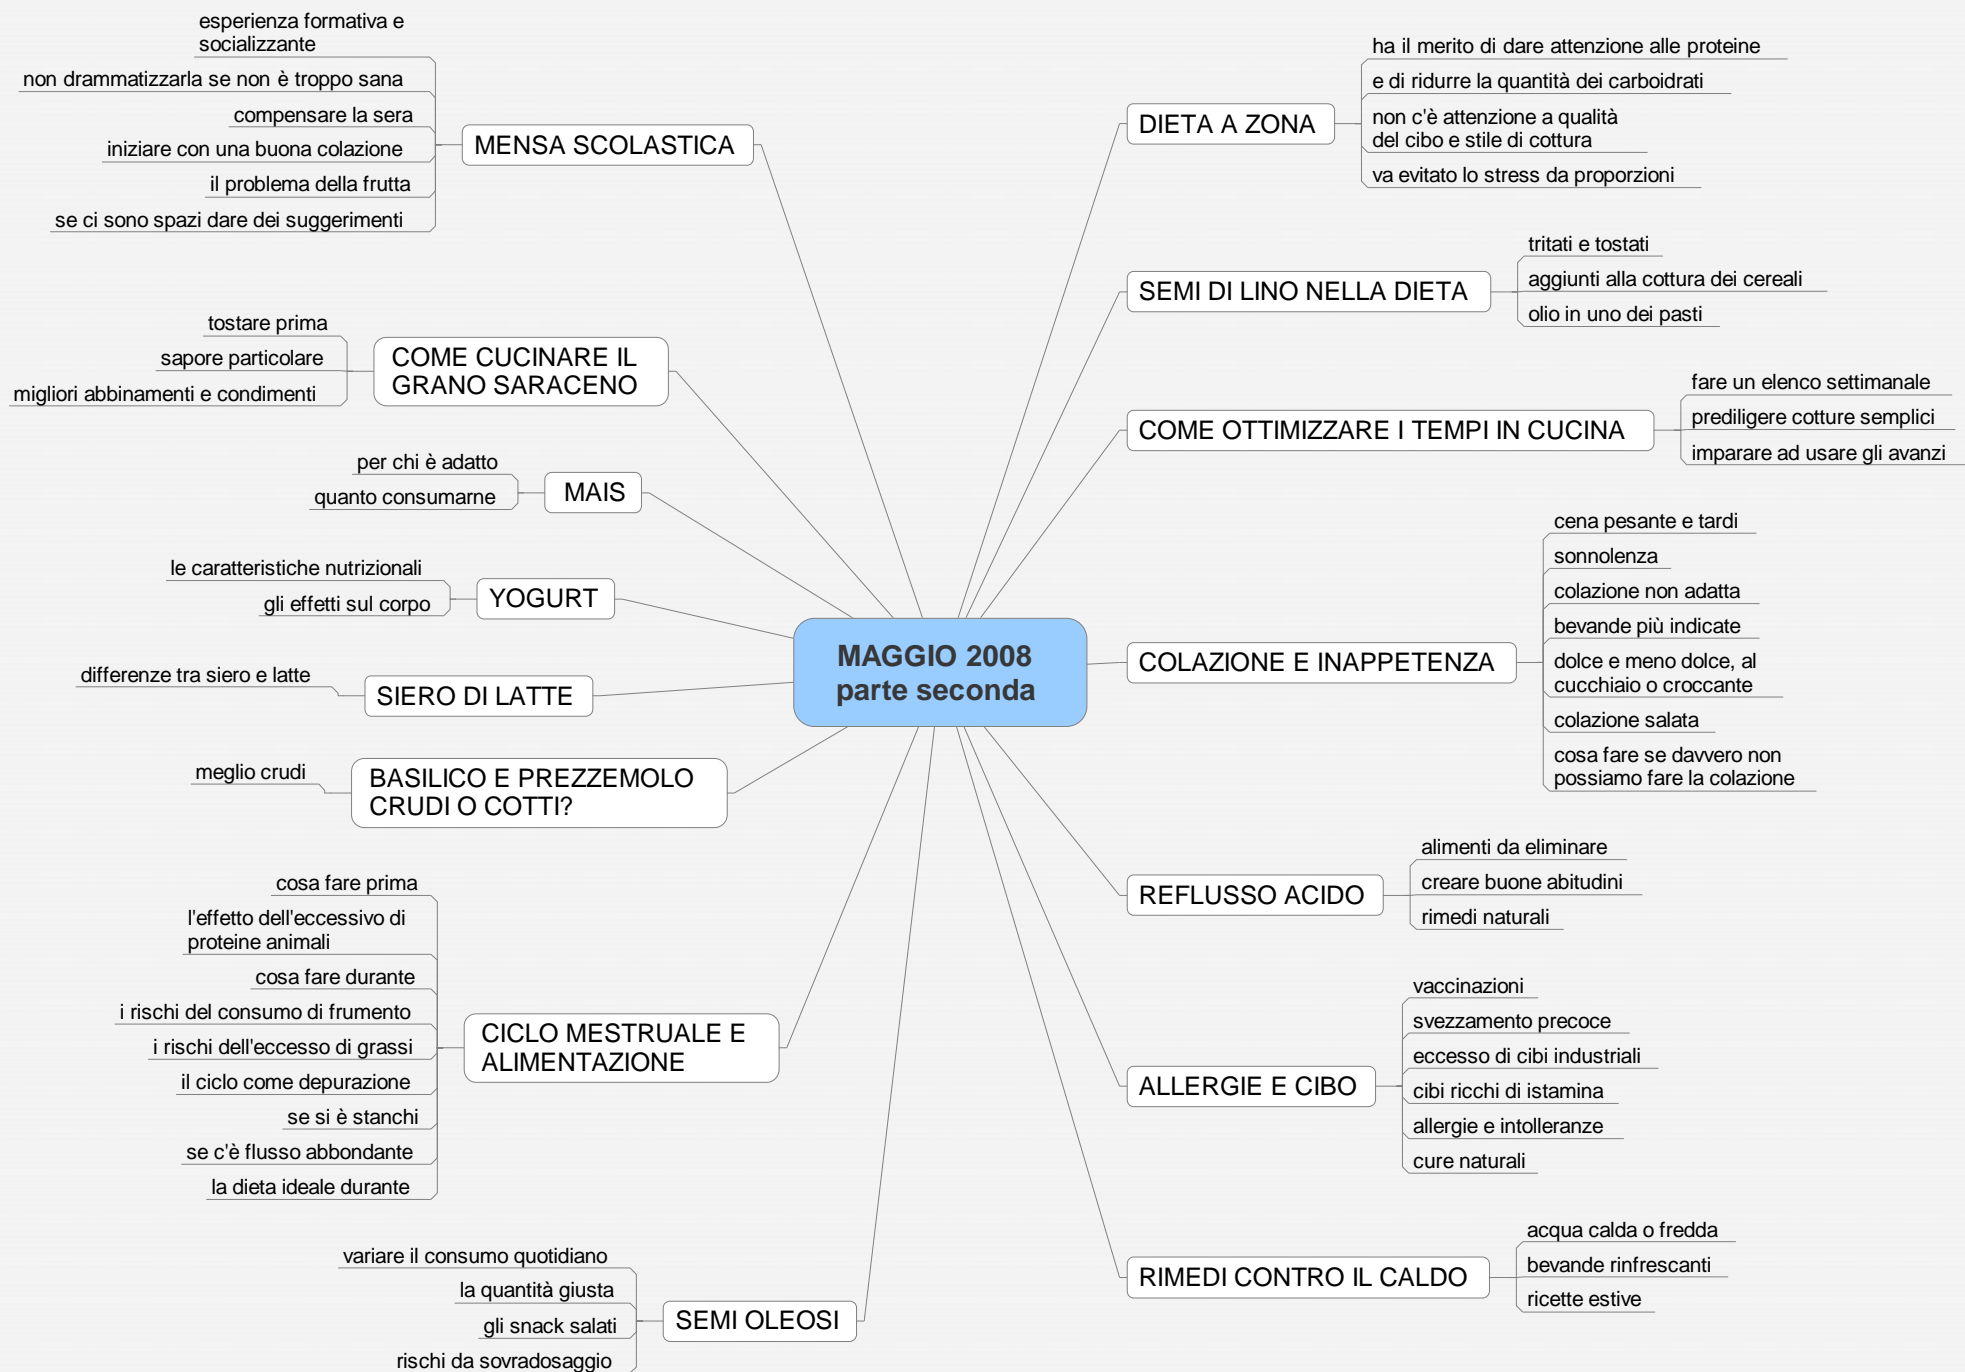 MAGGIO 2008
parte seconda
DIETA A ZONA
ha il merito di dare attenzione alle proteine
e di ridurre la quantità dei carboidrati
non c'è attenzione a qualità
del cibo e stile di cottura
va evitato lo stress da proporzioni
SEMI DI LINO NELLA DIETA
tritati e tostati
aggiunti alla cottura dei cereali
olio in uno dei pasti
COME OTTIMIZZARE I TEMPI IN CUCINA
fare un elenco settimanale
prediligere cotture semplici
imparare ad usare gli avanzi
COLAZIONE E INAPPETENZA
cena pesante e tardi
sonnolenza
colazione non adatta
bevande più indicate
dolce e meno dolce, al
cucchiaio o croccante
colazione salata
cosa fare se davvero non
possiamo fare la colazione
REFLUSSO ACIDO
alimenti da eliminare
creare buone abitudini
rimedi naturali
ALLERGIE E CIBO
vaccinazioni
svezzamento precoce
eccesso di cibi industriali
cibi ricchi di istamina
allergie e intolleranze
cure naturali
RIMEDI CONTRO IL CALDO
acqua calda o fredda
bevande rinfrescanti
ricette estive
MENSA SCOLASTICA
esperienza formativa e
socializzante
non drammatizzarla se non è troppo sana
compensare la sera
iniziare con una buona colazione
il problema della frutta
se ci sono spazi dare dei suggerimenti
COME CUCINARE IL
GRANO SARACENO
tostare prima
sapore particolare
migliori abbinamenti e condimenti
MAIS
per chi è adatto
quanto consumarne
YOGURT
le caratteristiche nutrizionali
gli effetti sul corpo
SIERO DI LATTE
differenze tra siero e latte
BASILICO E PREZZEMOLO
CRUDI O COTTI?
meglio crudi
CICLO MESTRUALE E
ALIMENTAZIONE
cosa fare prima
l'effetto dell'eccessivo di
proteine animali
cosa fare durante
i rischi del consumo di frumento
i rischi dell'eccesso di grassi
il ciclo come depurazione
se si è stanchi
se c'è flusso abbondante
la dieta ideale durante
SEMI OLEOSI
variare il consumo quotidiano
la quantità giusta
gli snack salati
rischi da sovradosaggio